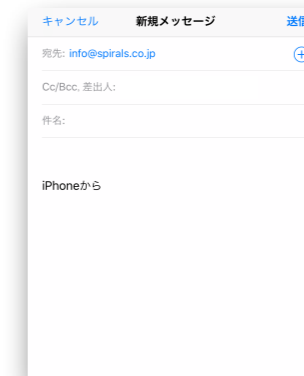 キャンセル 新規メッセージ 送信
宛先: info@spirals.co.jp
Cc/Bcc, 差出人:
件名:
iPhoneから